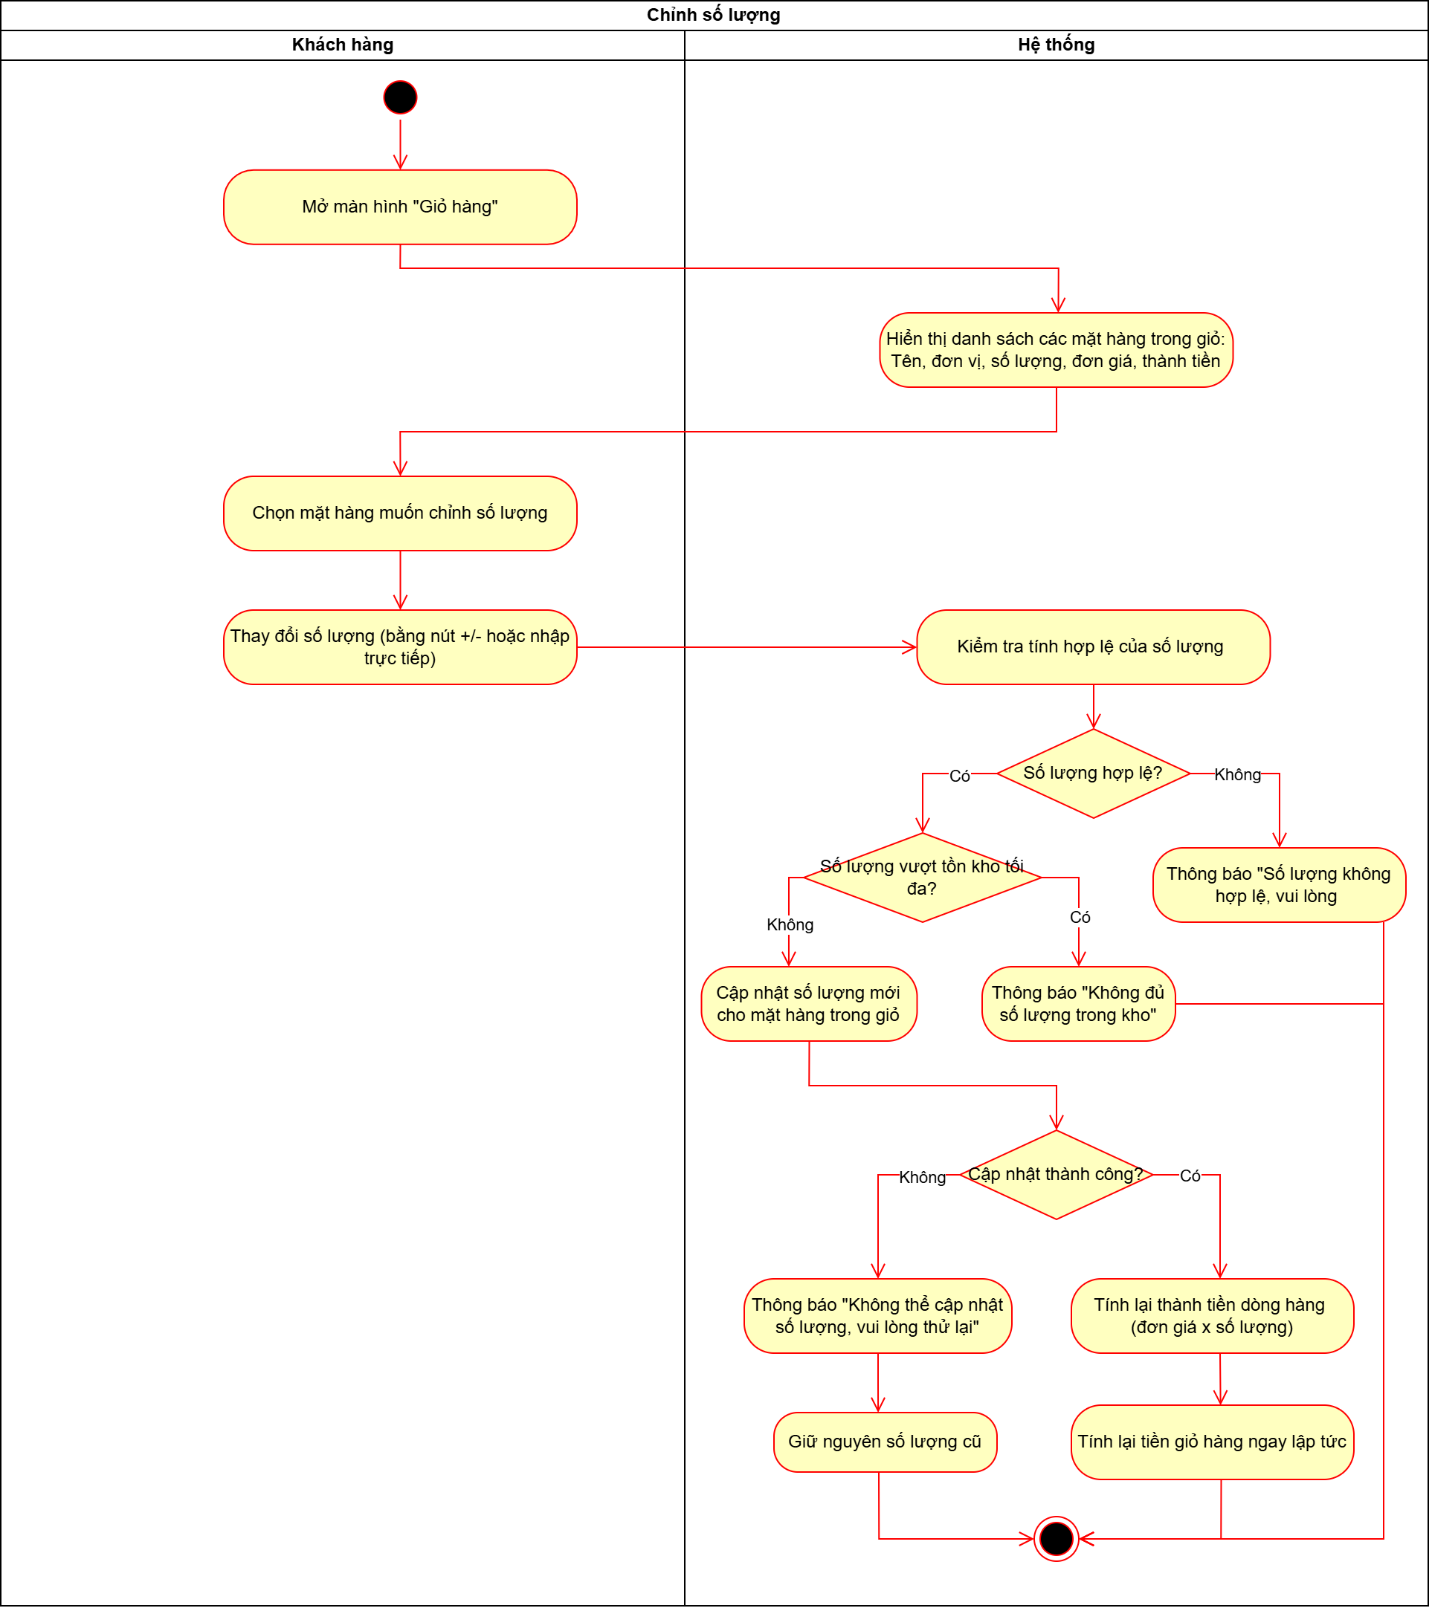 Chỉnh số lượng
Khách hàng
Hệ thống
Mở màn hình "Giỏ hàng"
Hiển thị danh sách các mặt hàng trong giỏ:
Tên, đơn vị, số lượng, đơn giá, thành tiền
Chọn mặt hàng muốn chỉnh số lượng
Thay đổi số lượng (bằng nút +/- hoặc nhập
trực tiếp)
Kiểm tra tính hợp lệ của số lượng
Số lượng hợp lệ?
Có
Không
Số lượng vượt tồn kho tối
đa?
Thông báo "Số lượng không
hợp lệ, vui lòng
Không
Có
Cập nhật số lượng mới
cho mặt hàng trong giỏ
Thông báo "Không đủ
số lượng trong kho"
Cập nhật thành công?
Không
Có
Thông báo "Không thể cập nhật
số lượng, vui lòng thử lại"
Tính lại thành tiền dòng hàng
(đơn giá x số lượng)
Giữ nguyên số lượng cũ
Tính lại tiền giỏ hàng ngay lập tức